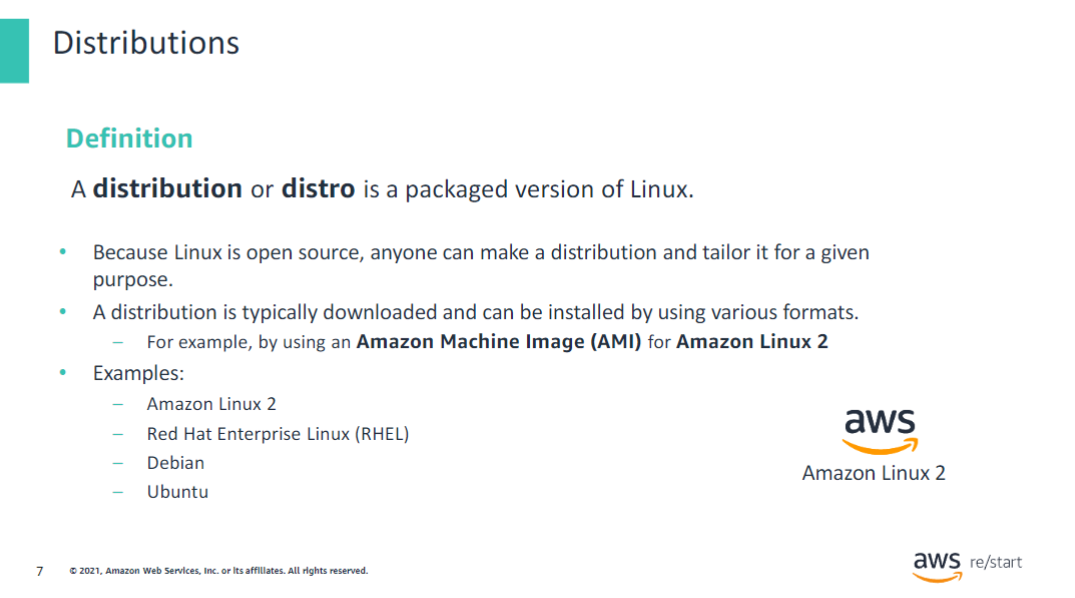 Distributions
Definition
A distribution or distro is a packaged version of Linux.
• Because Linux is open source, anyone can make a distribution and tailor it for a given
purpose.
• A distribution is typically downloaded and can be installed by using various formats.
– For example, by using an Amazon Machine Image (AMI) for Amazon Linux 2
• Examples:
– Amazon Linux 2
– Red Hat Enterprise Linux (RHEL)
– Debian
– Ubuntu
aws
Amazon Linux 2
7 © 2021, Amazon Web Services, Inc. or its affiliates. All rights reserved.
aws re/start